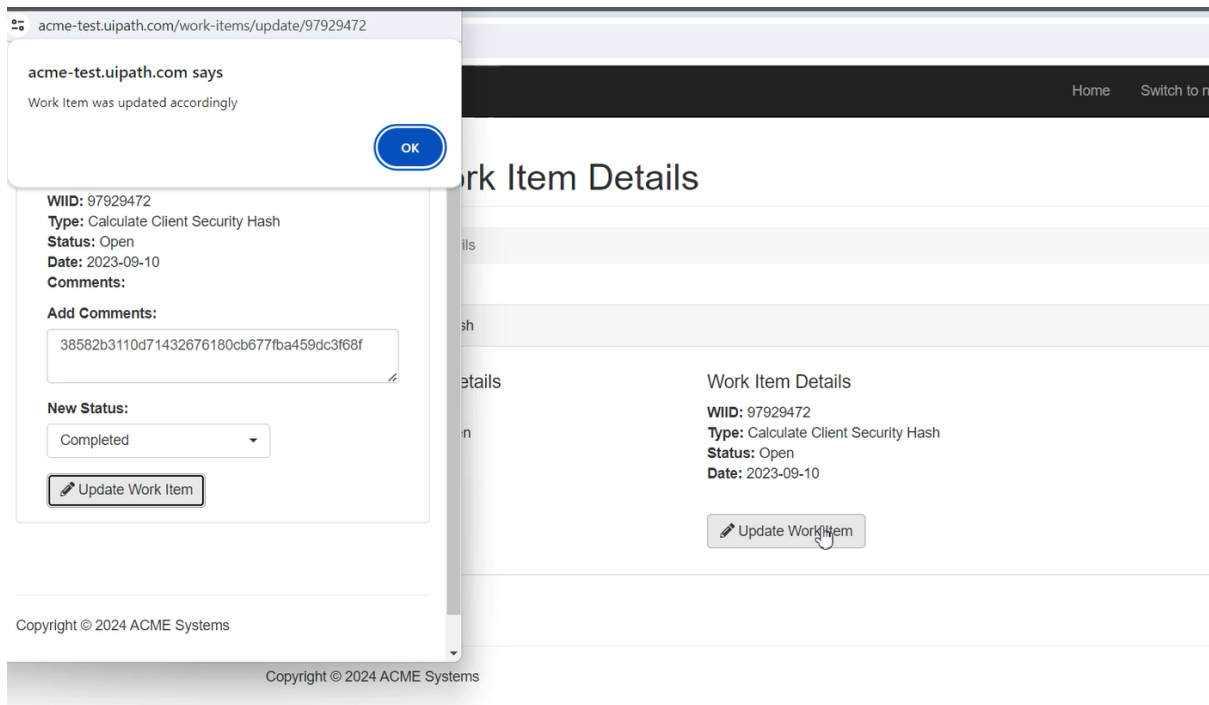 acme-test.uipath.com/work-items/update/97929472
acme-test.uipath.com says
Work Item was updated accordingly
OK
WIID: 97929472
Type: Calculate Client Security Hash
Status: Open
Date: 2023-09-10
Comments:
Add Comments:
38582b3110d71432676180cb677fba459dc3f68f
New Status:
Completed
Update Work Item
Copyright © 2024 ACME Systems
Home Switch to n
rk Item Details
ils
sh
etails
n
Work Item Details
WIID: 97929472
Type: Calculate Client Security Hash
Status: Open
Date: 2023-09-10
Update Work Item
Copyright © 2024 ACME Systems